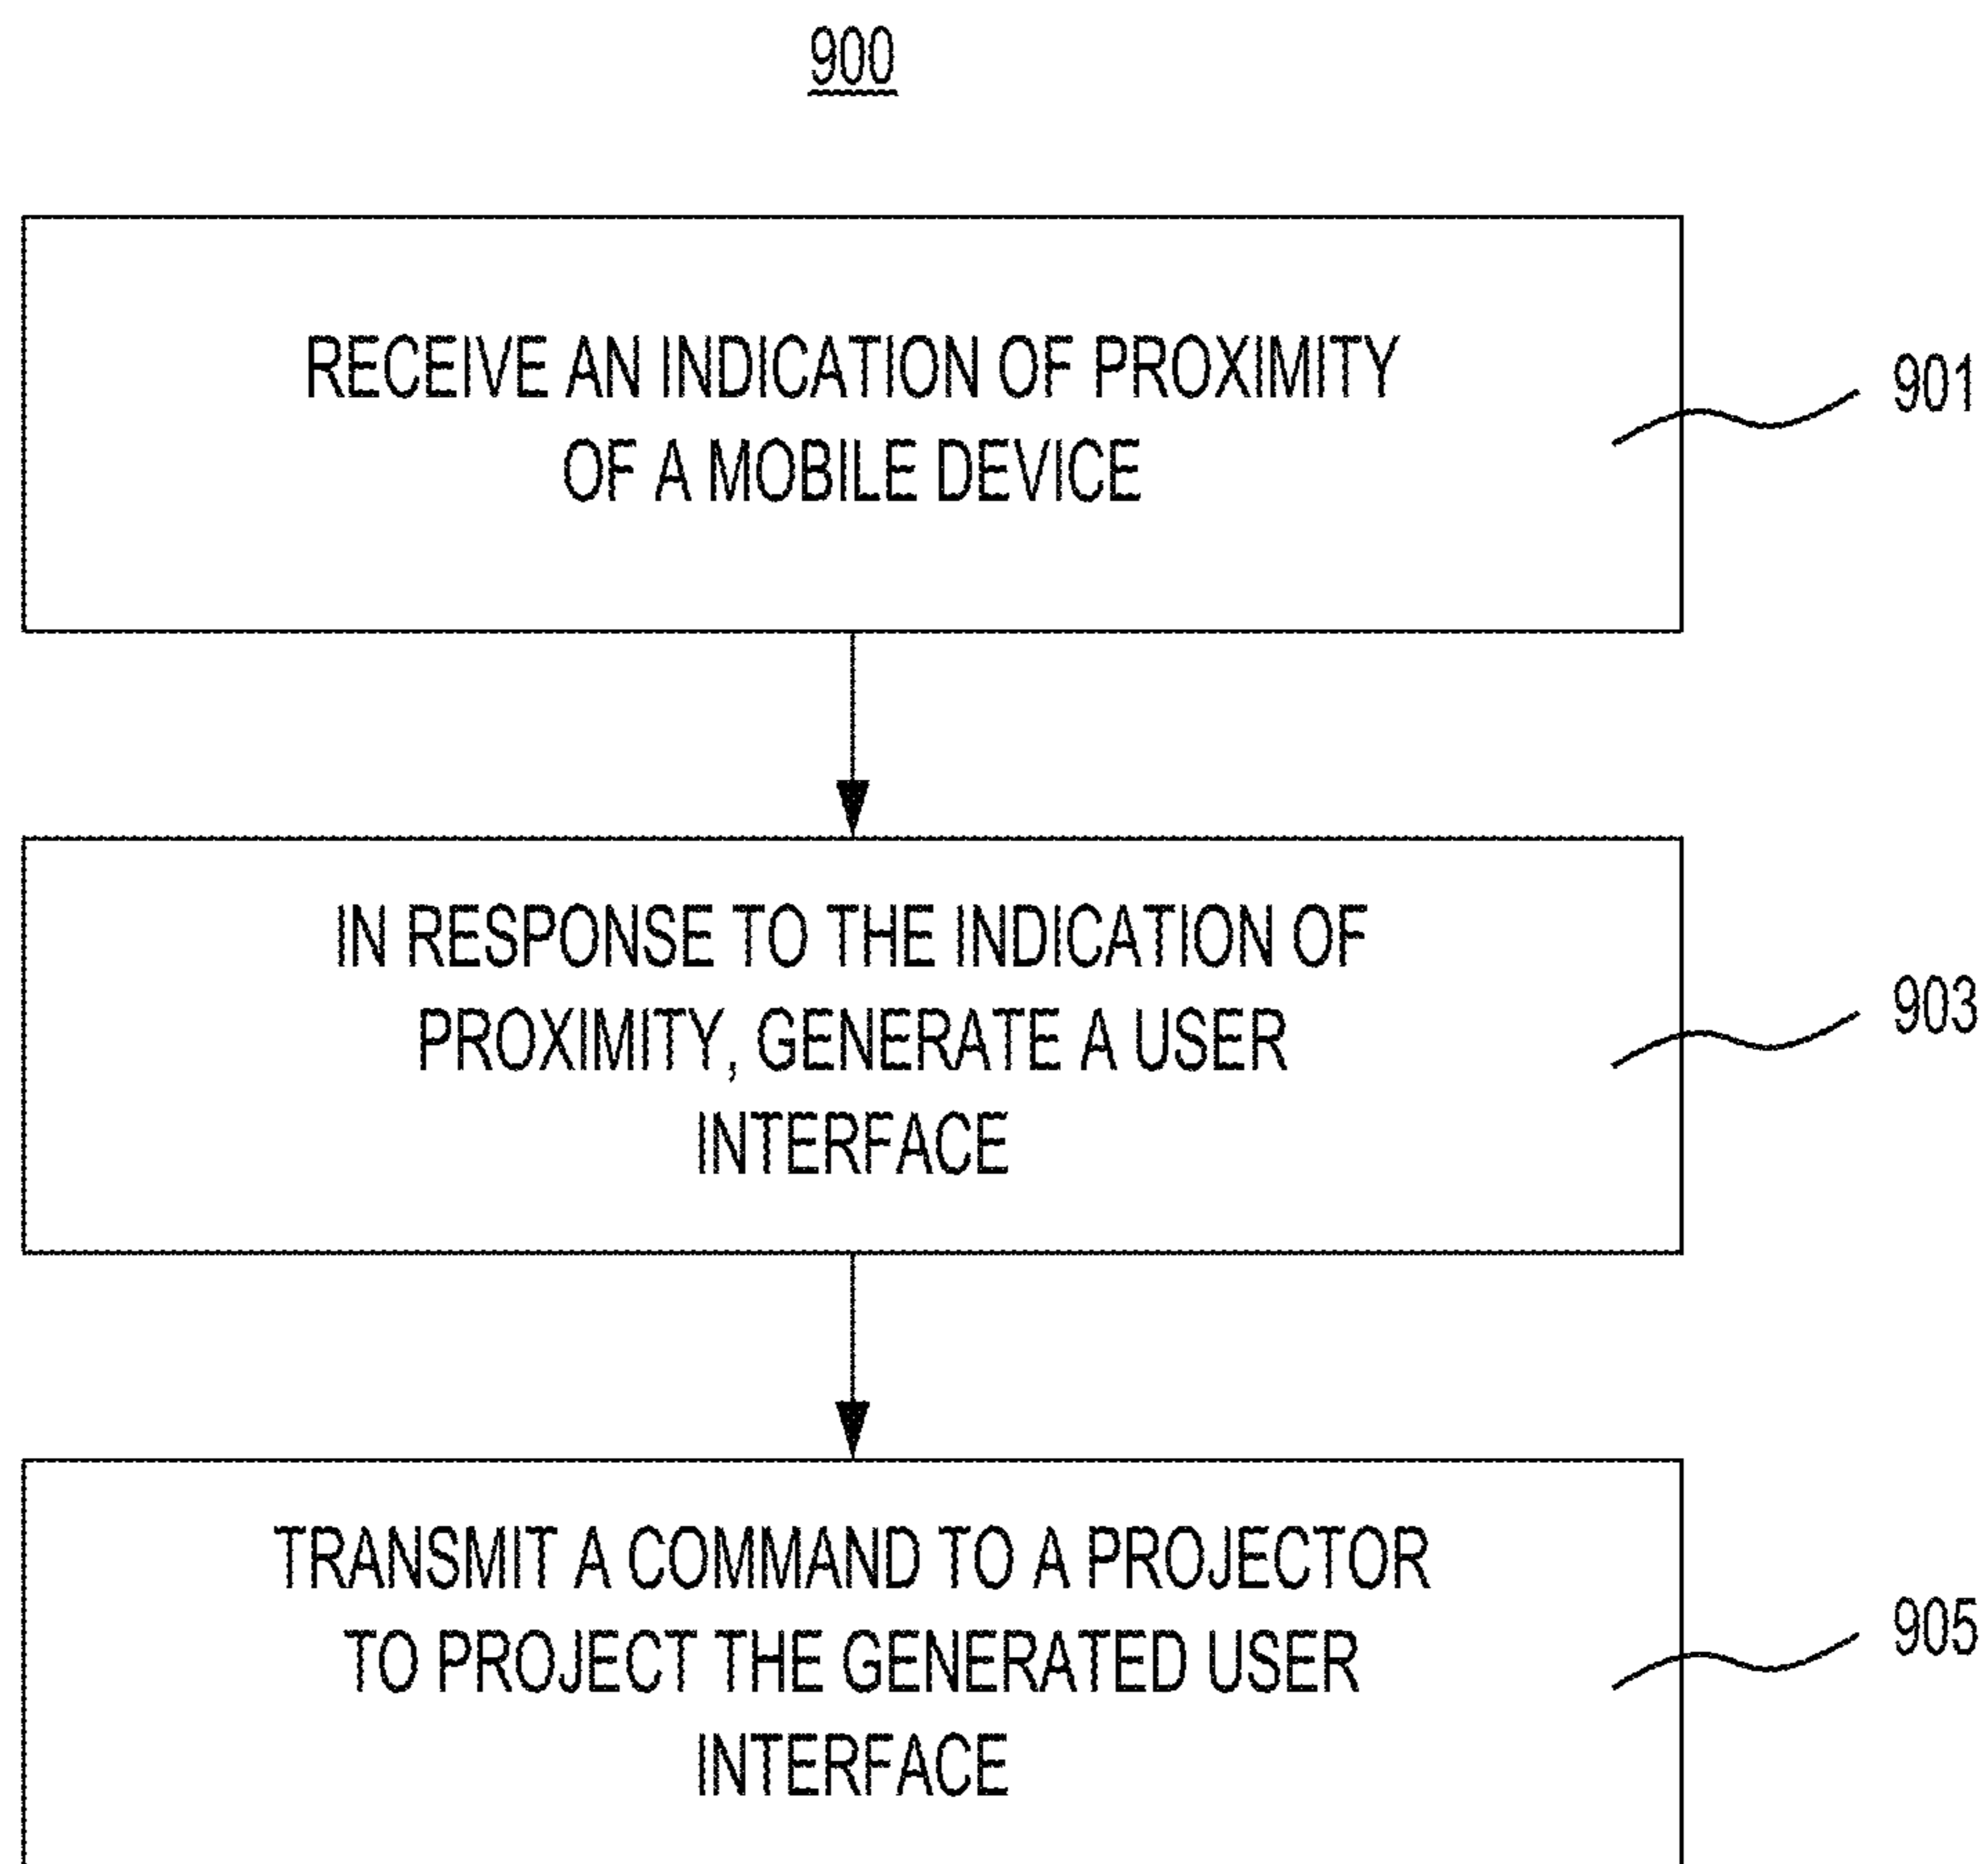 900
RECEIVE AN INDICATION OF PROXIMITY
OF A MOBILE DEVICE
901
IN RESPONSE TO THE INDICATION OF
PROXIMITY, GENERATE A USER
INTERFACE
903
TRANSMIT A COMMAND TO A PROJECTOR
TO PROJECT THE GENERATED USER
INTERFACE
905